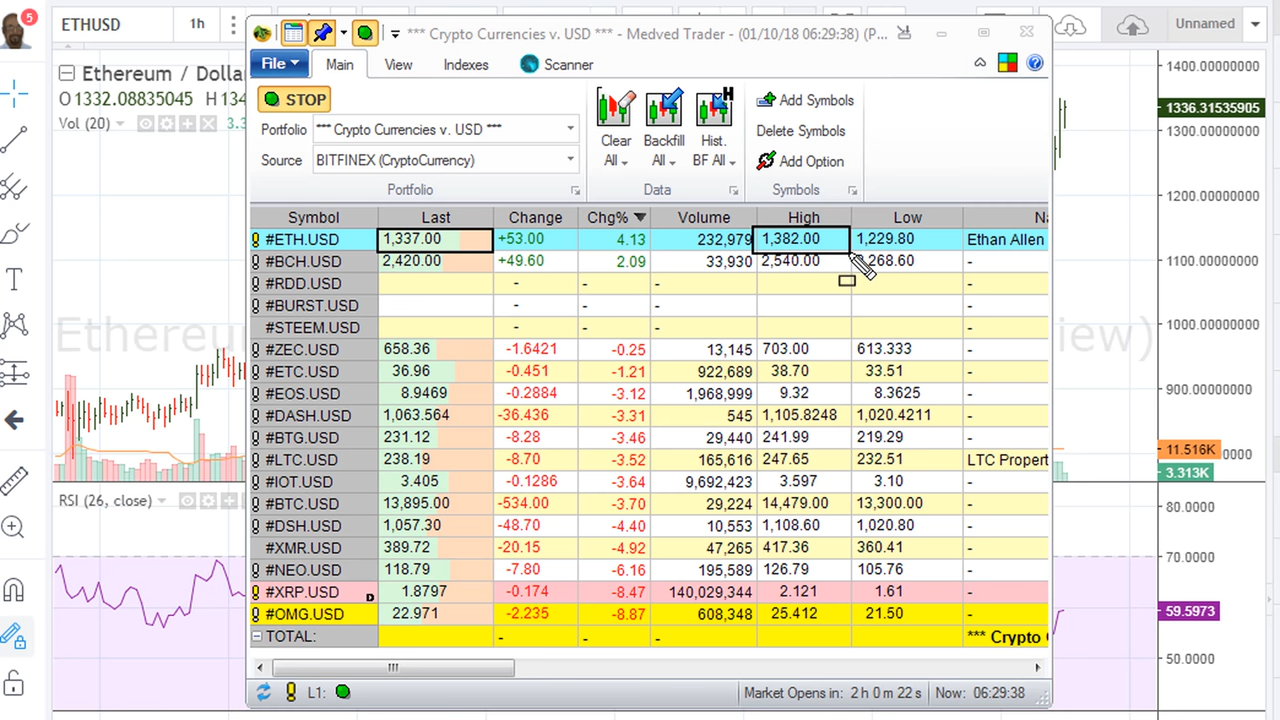 5
ETHUSD
1h
*** Crypto Currencies v. USD *** - Medved Trader - (01/10/18 06:29:38) (P...
Unnamed
File
Main
View
Indexes
Scanner
STOP
Portfolio
*** Crypto Currencies v. USD ***
Source
BITFINEX (CryptoCurrency)
Portfolio
Clear
All
Backfill
All
Hist.
BF All
Data
Add Symbols
Delete Symbols
Add Option
Symbols
Ethereum / Dolla
O1332.08835045 H134
Vol (20)
3.3
Symbol Last Change Chg% Volume High Low
#ETH.USD 1,337.00 +53.00 4.13 232,979 1,382.00 1,229.80 Ethan Allen
#BCH.USD 2,420.00 +49.60 2.09 33,930 2,540.00 268.60 -
#RDD.USD - - - -
#BURST.USD - - - -
#STEEM.USD - - - -
#ZEC.USD 658.36 -1.6421 -0.25 13,145 703.00 613.333 -
#ETC.USD 36.96 -0.451 -1.21 922,689 38.70 33.51 -
#EOS.USD 8.9469 -0.2884 -3.12 1,968,999 9.32 8.3625 -
#DASH.USD 1,063.564 -36.436 -3.31 545 1,105.8248 1,020.4211 -
#BTG.USD 231.12 -8.28 -3.46 29,440 241.99 219.29 -
#LTC.USD 238.19 -8.70 -3.52 165,616 247.65 232.51 LTC Propert
#IOT.USD 3.405 -0.1286 -3.64 9,692,423 3.597 3.10 -
#BTC.USD 13,895.00 -534.00 -3.70 29,224 14,479.00 13,300.00 -
#DSH.USD 1,057.30 -48.70 -4.40 10,553 1,108.60 1,020.80 -
#XMR.USD 389.72 -20.15 -4.92 47,265 417.36 360.41 -
#NEO.USD 118.79 -7.80 -6.16 195,589 126.79 105.76 -
#XRP.USD D 1.8797 -0.174 -8.47 140,029,344 2.121 1.61 -
#OMG.USD 22.971 -2.235 -8.87 608,348 25.412 21.50 -
TOTAL: - - - *** Crypto
L1:
Market Opens in: 2 h 0 m 22 s
Now: 06:29:38
Ethereu
iew)
RSI (26, close)
1400.00000000
1336.31535905
1300.00000000
1200.00000000
1100.00000000
1000.00000000
900.00000000
11.516K
3.313K
80.0000
70.0000
59.5973
50.0000